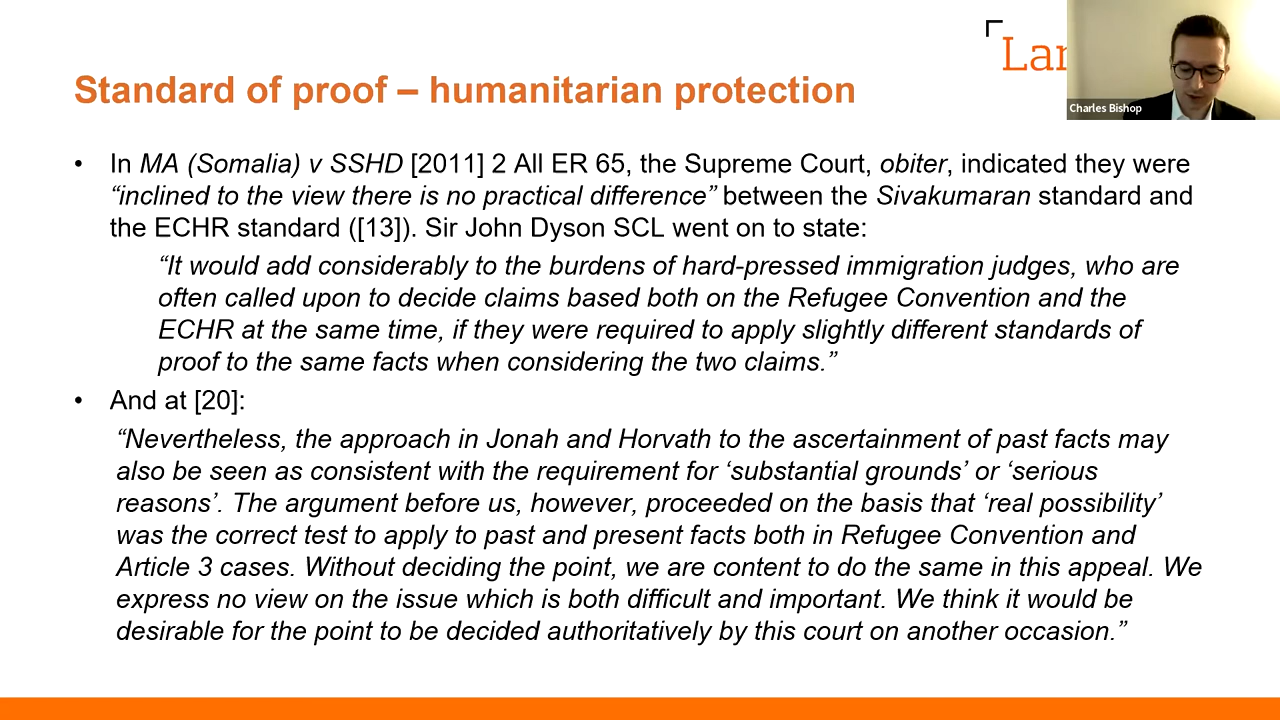 Lan
Charles Bishop
Standard of proof – humanitarian protection
• In MA (Somalia) v SSHD [2011] 2 All ER 65, the Supreme Court, obiter, indicated they were
“inclined to the view there is no practical difference” between the Sivakumaran standard and
the ECHR standard ([13]). Sir John Dyson SCL went on to state:
“It would add considerably to the burdens of hard-pressed immigration judges, who are
often called upon to decide claims based both on the Refugee Convention and the
ECHR at the same time, if they were required to apply slightly different standards of
proof to the same facts when considering the two claims.”
• And at [20]:
“Nevertheless, the approach in Jonah and Horvath to the ascertainment of past facts may
also be seen as consistent with the requirement for ‘substantial grounds’ or ‘serious
reasons’. The argument before us, however, proceeded on the basis that ‘real possibility’
was the correct test to apply to past and present facts both in Refugee Convention and
Article 3 cases. Without deciding the point, we are content to do the same in this appeal. We
express no view on the issue which is both difficult and important. We think it would be
desirable for the point to be decided authoritatively by this court on another occasion.”